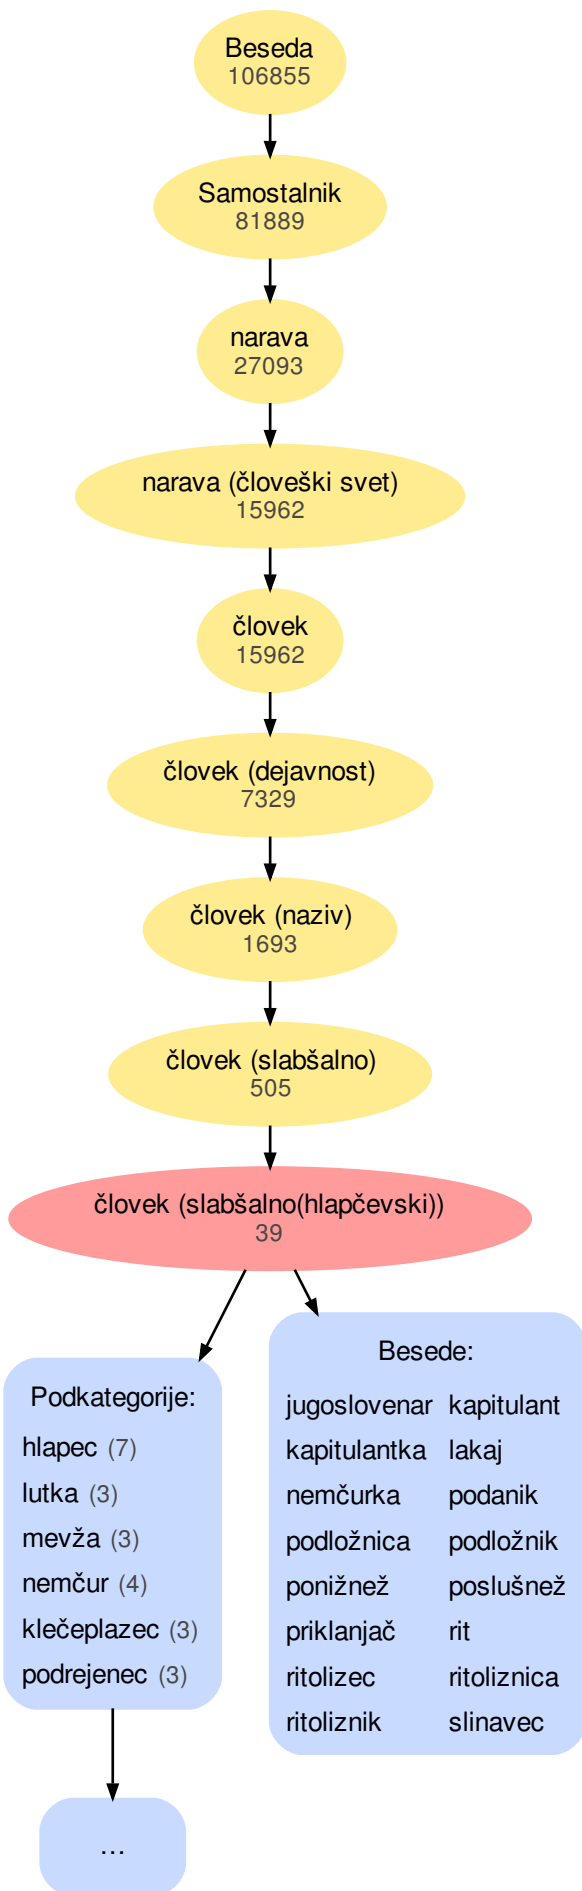 Beseda
106855
Samostalnik
81889
narava
27093
narava (človeški svet)
15962
človek
15962
človek (dejavnost)
7329
človek (naziv)
1693
človek (slabšalno)
505
človek (slabšalno(hlapčevski))
39
Podkategorije:
hlapec (7)
lutka (3)
mevža (3)
nemčur (4)
klečeplazec (3)
podrejenec (3)
...
Besede:
jugoslovenar kapitulant
kapitulantka lakaj
nemčurka podanik
podložnica podložnik
ponižnež poslušnež
priklanjač rit
ritolizec ritoliznica
ritoliznik slinavec